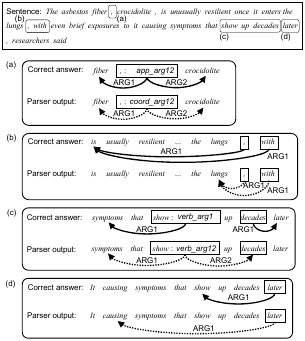 Sentence: The asbestos fiber , crocidolite , is unusually resilient once it enters the
(b) (a)
lungs , with even brief exposures to it causing symptoms that show up decades later
(c) (d)
, researchers said
(a)
Correct answer: fiber , : app_arg12 crocidolite
ARG1 ARG2
Parser output: fiber , : coord_arg12 crocidolite
ARG1 ARG2
(b)
Correct answer: is usually resilient ... the lungs , with
ARG1 ARG1
Parser output: is usually resilient ... the lungs , with
ARG1 ARG1
(c)
Correct answer: symptoms that show : verb_arg1 up decades later
ARG1 ARG1
Parser output: symptoms that show : verb_arg12 up decades later
ARG1 ARG2
(d)
Correct answer: It causing symptoms that show up decades later
ARG1
Parser output: It causing symptoms that show up decades later
ARG1